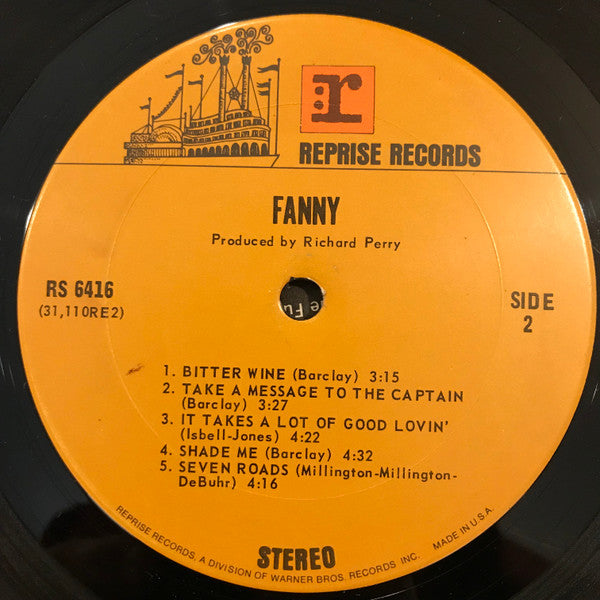 :r
REPRISE RECORDS
FANNY
Produced by Richard Perry
RS 6416
(31,110RE2)
SIDE
2
e Fu
1. BITTER WINE (Barclay) 3:15
2. TAKE A MESSAGE TO THE CAPTAIN
(Barclay) 3:27
3. IT TAKES A LOT OF GOOD LOVIN'
(Isbell-Jones) 4:22
4. SHADE ME (Barclay) 4:32
5. SEVEN ROADS (Millington-Millington-
DeBuhr) 4:16
STEREO
REPRISE RECORDS, A DIVISION OF WARNER BROS. RECORDS INC. MADE IN U.S.A.